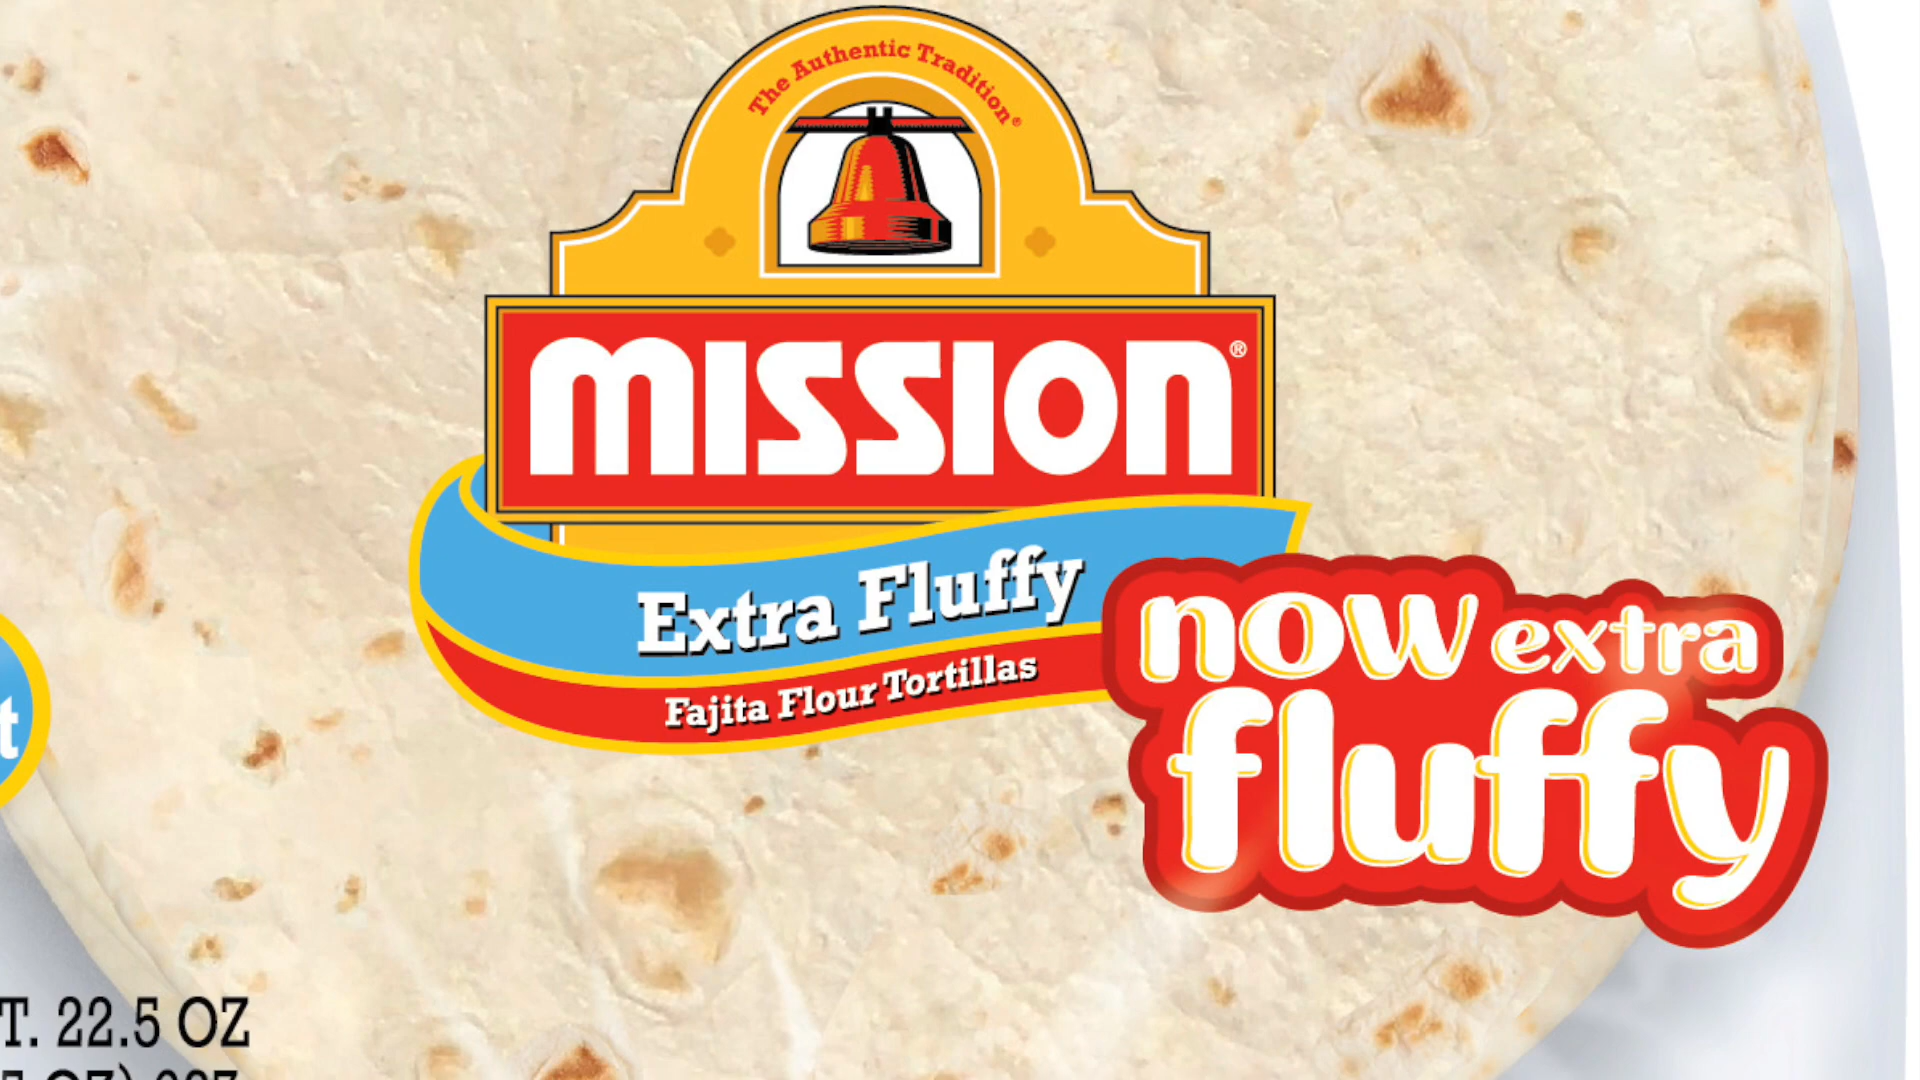 The Authentic Tradition®
MISSION®
Extra Fluffy
Fajita Flour Tortillas
now extra
fluffy
t
T. 22.5 OZ